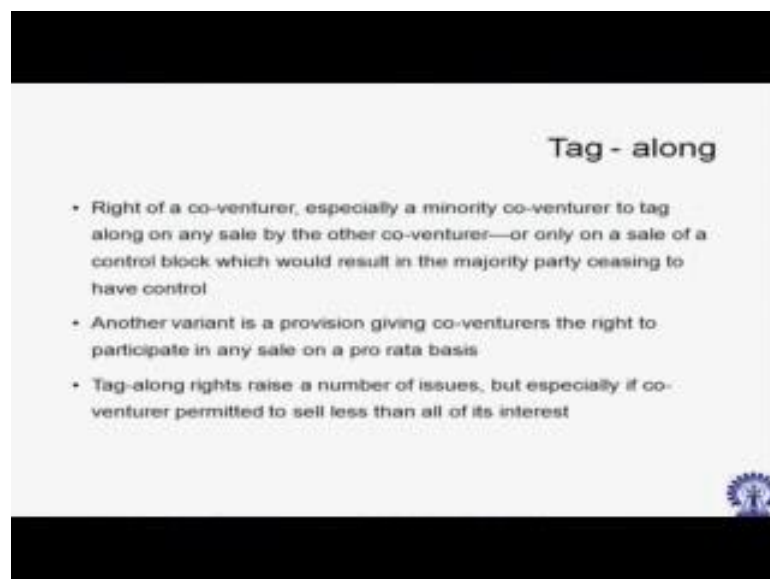 Tag - along
• Right of a co-venturer, especially a minority co-venturer to tag
along on any sale by the other co-venturer—or only on a sale of a
control block which would result in the majority party ceasing to
have control
• Another variant is a provision giving co-venturers the right to
participate in any sale on a pro rata basis
• Tag-along rights raise a number of issues, but especially if co-
venturer permitted to sell less than all of its interest